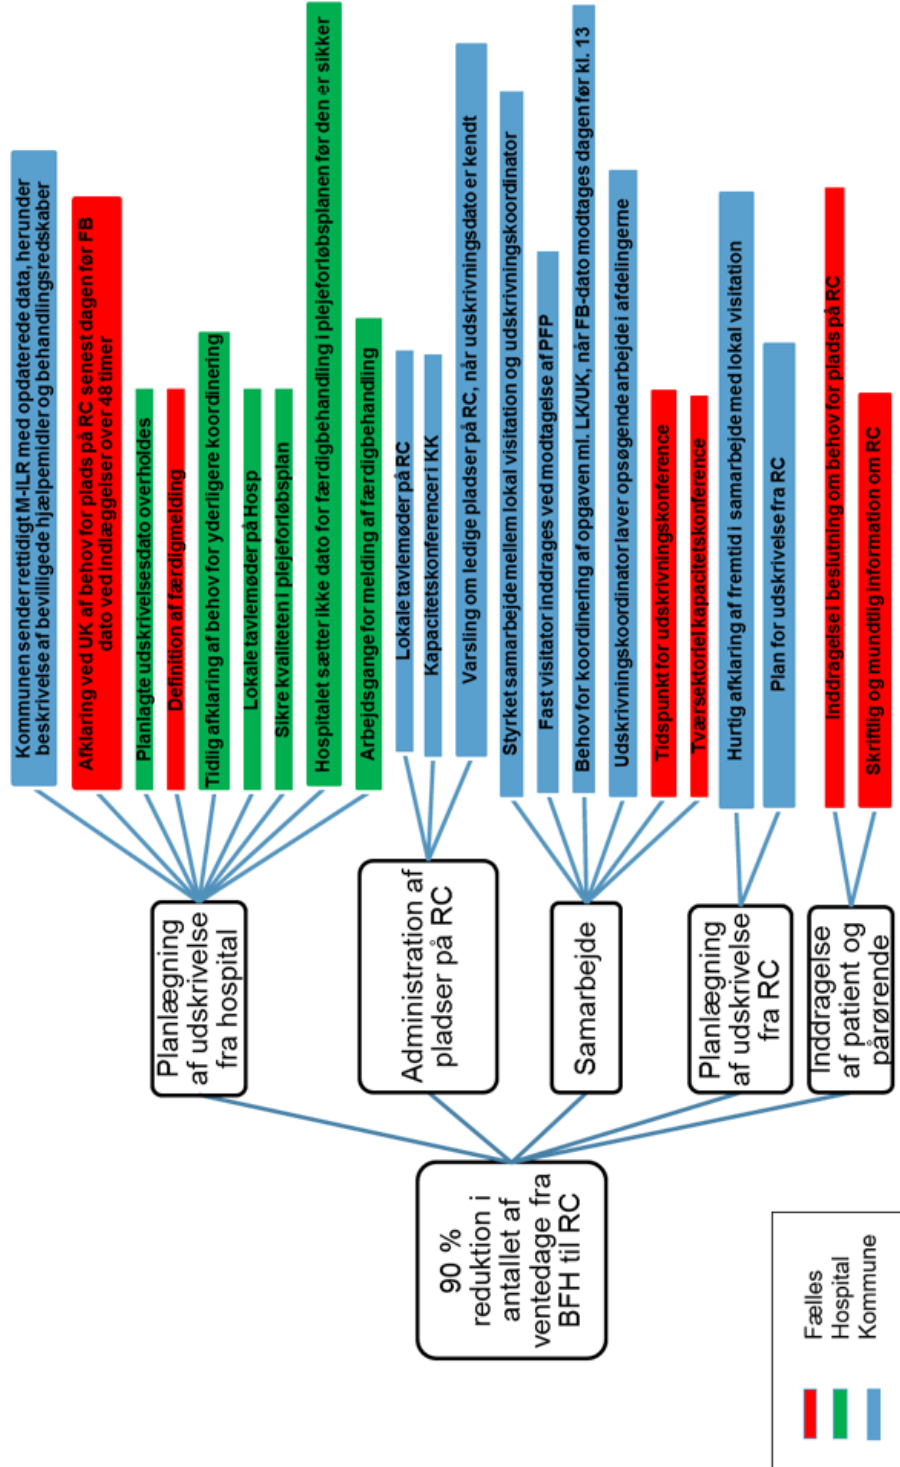 90 %
reduktion i
antallet af
ventedage fra
BFH til RC
Planlægning
af udskrivelse
fra hospital
Kommunen sender rettidigt M-ILR med opdaterede data, herunder
beskrivelse af bevilligede hjælpemidler og behandlingsredskaber
Afklaring ved UK af behov for plads på RC senest dagen før FB
dato ved indlæggelser over 48 timer
Planlagte udskrivelsesdato overholdes
Definition af færdigmelding
Tidlig afklaring af behov for yderligere koordinering
Lokale tavlemøder på Hosp
Sikre kvaliteten i plejeforløbsplan
Hospitalet sætter ikke dato for færdigbehandling i plejeforløbsplanen før den er sikker
Arbejdsgange for melding af færdigbehandling
Administration af
pladser på RC
Lokale tavlemøder på RC
Kapacitetskonferencer i KK
Varsling om ledige pladser på RC, når udskrivningsdato er kendt
Samarbejde
Styrket samarbejde mellem lokal visitation og udskrivningskoordinator
Fast visitator inddrages ved modtagelse af PFP
Behov for koordinering af opgaven ml. LK/UK, når FB-dato modtages dagen før kl. 13
Udskrivningskoordinator laver opsøgende arbejde i afdelingerne
Tidspunkt for udskrivningskonference
Tværsektoriel kapacitetskonference
Planlægning
af udskrivelse
fra RC
Hurtig afklaring af fremtid i samarbejde med lokal visitation
Plan for udskrivelse fra RC
Inddragelse
af patient og
pårørende
Inddragelse i beslutning om behov for plads på RC
Skriftlig og mundtlig information om RC
Fælles
Hospital
Kommune